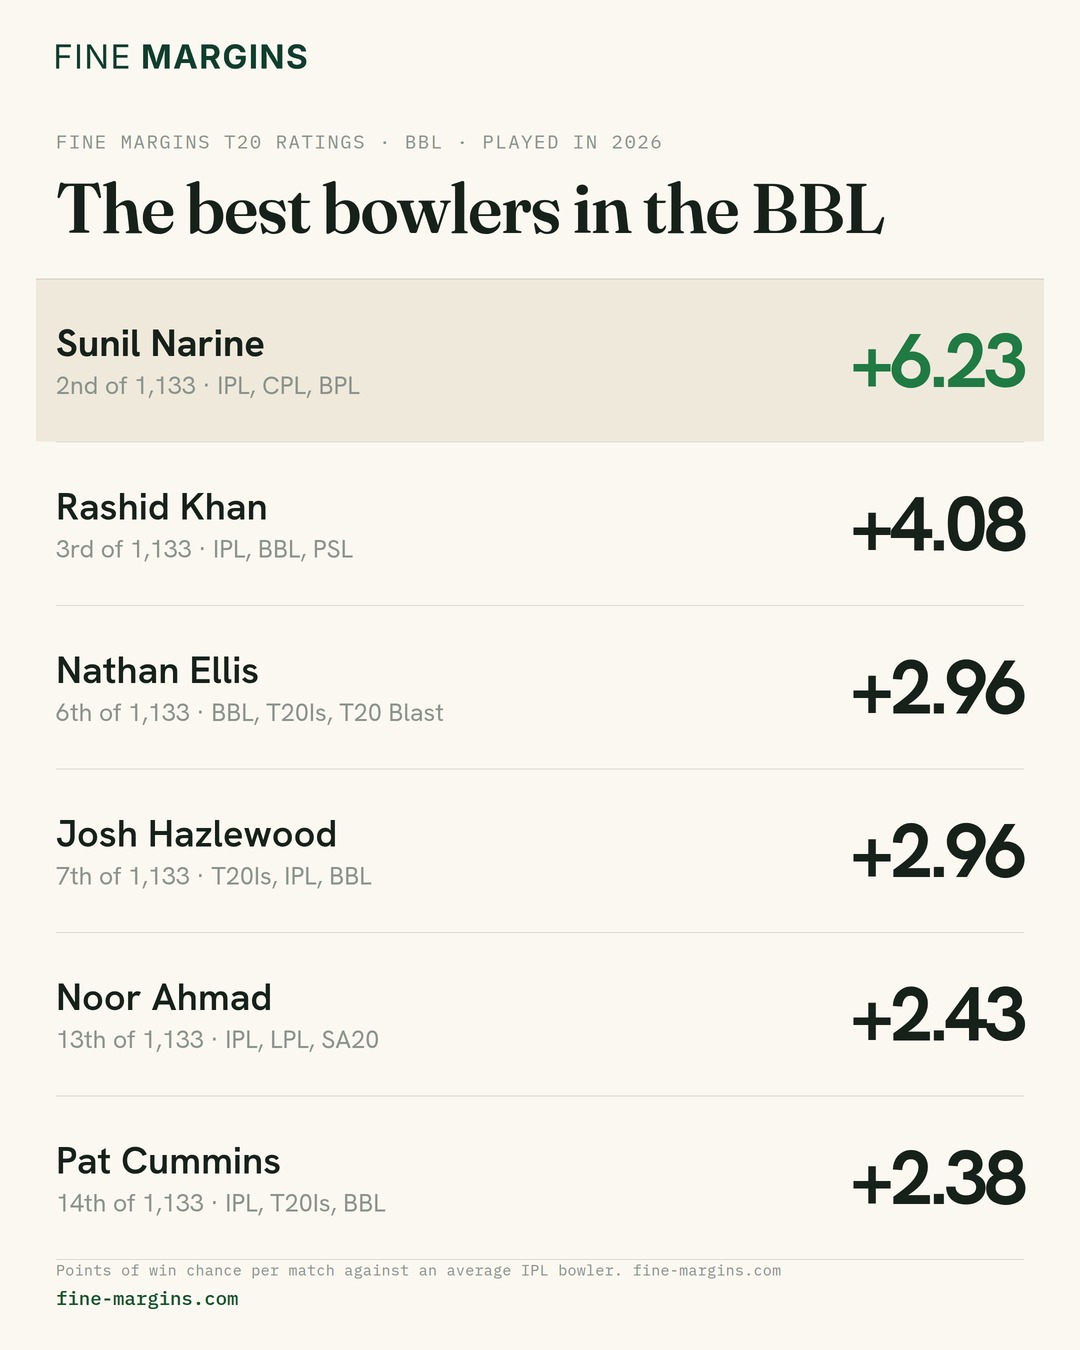 FINE MARGINS
FINE MARGINS T20 RATINGS · BBL · PLAYED IN 2026
The best bowlers in the BBL
Sunil Narine
2nd of 1,133 · IPL, CPL, BPL
+6.23
Rashid Khan
3rd of 1,133 · IPL, BBL, PSL
+4.08
Nathan Ellis
6th of 1,133 · BBL, T20Is, T20 Blast
+2.96
Josh Hazlewood
7th of 1,133 · T20Is, IPL, BBL
+2.96
Noor Ahmad
13th of 1,133 · IPL, LPL, SA20
+2.43
Pat Cummins
14th of 1,133 · IPL, T20Is, BBL
+2.38
Points of win chance per match against an average IPL bowler. fine-margins.com
fine-margins.com